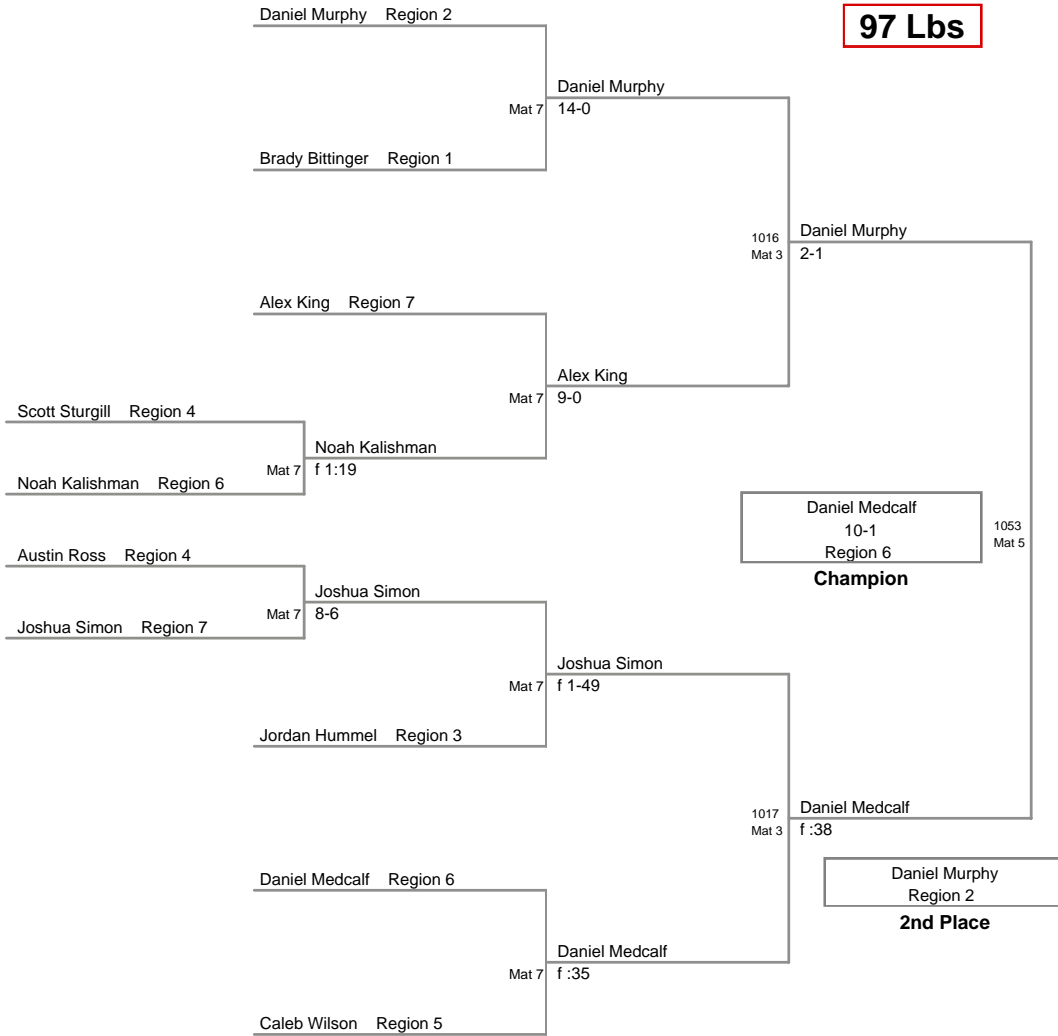 Daniel Murphy Region 2
97 Lbs
Daniel Murphy
Mat 7
14-0
Brady Bittinger Region 1
1016
Daniel Murphy
Mat 3
2-1
Alex King Region 7
Alex King
Mat 7
9-0
Scott Sturgill Region 4
Noah Kalishman
Mat 7
f 1:19
Noah Kalishman Region 6
Daniel Medcalf
10-1
Region 6
Champion
1053
Mat 5
Austin Ross Region 4
Joshua Simon
Mat 7
8-6
Joshua Simon Region 7
Joshua Simon
Mat 7
f 1-49
Jordan Hummel Region 3
1017
Daniel Medcalf
Mat 3
f :38
Daniel Medcalf Region 6
Daniel Murphy
Region 2
2nd Place
Daniel Medcalf
Mat 7
f :35
Caleb Wilson Region 5